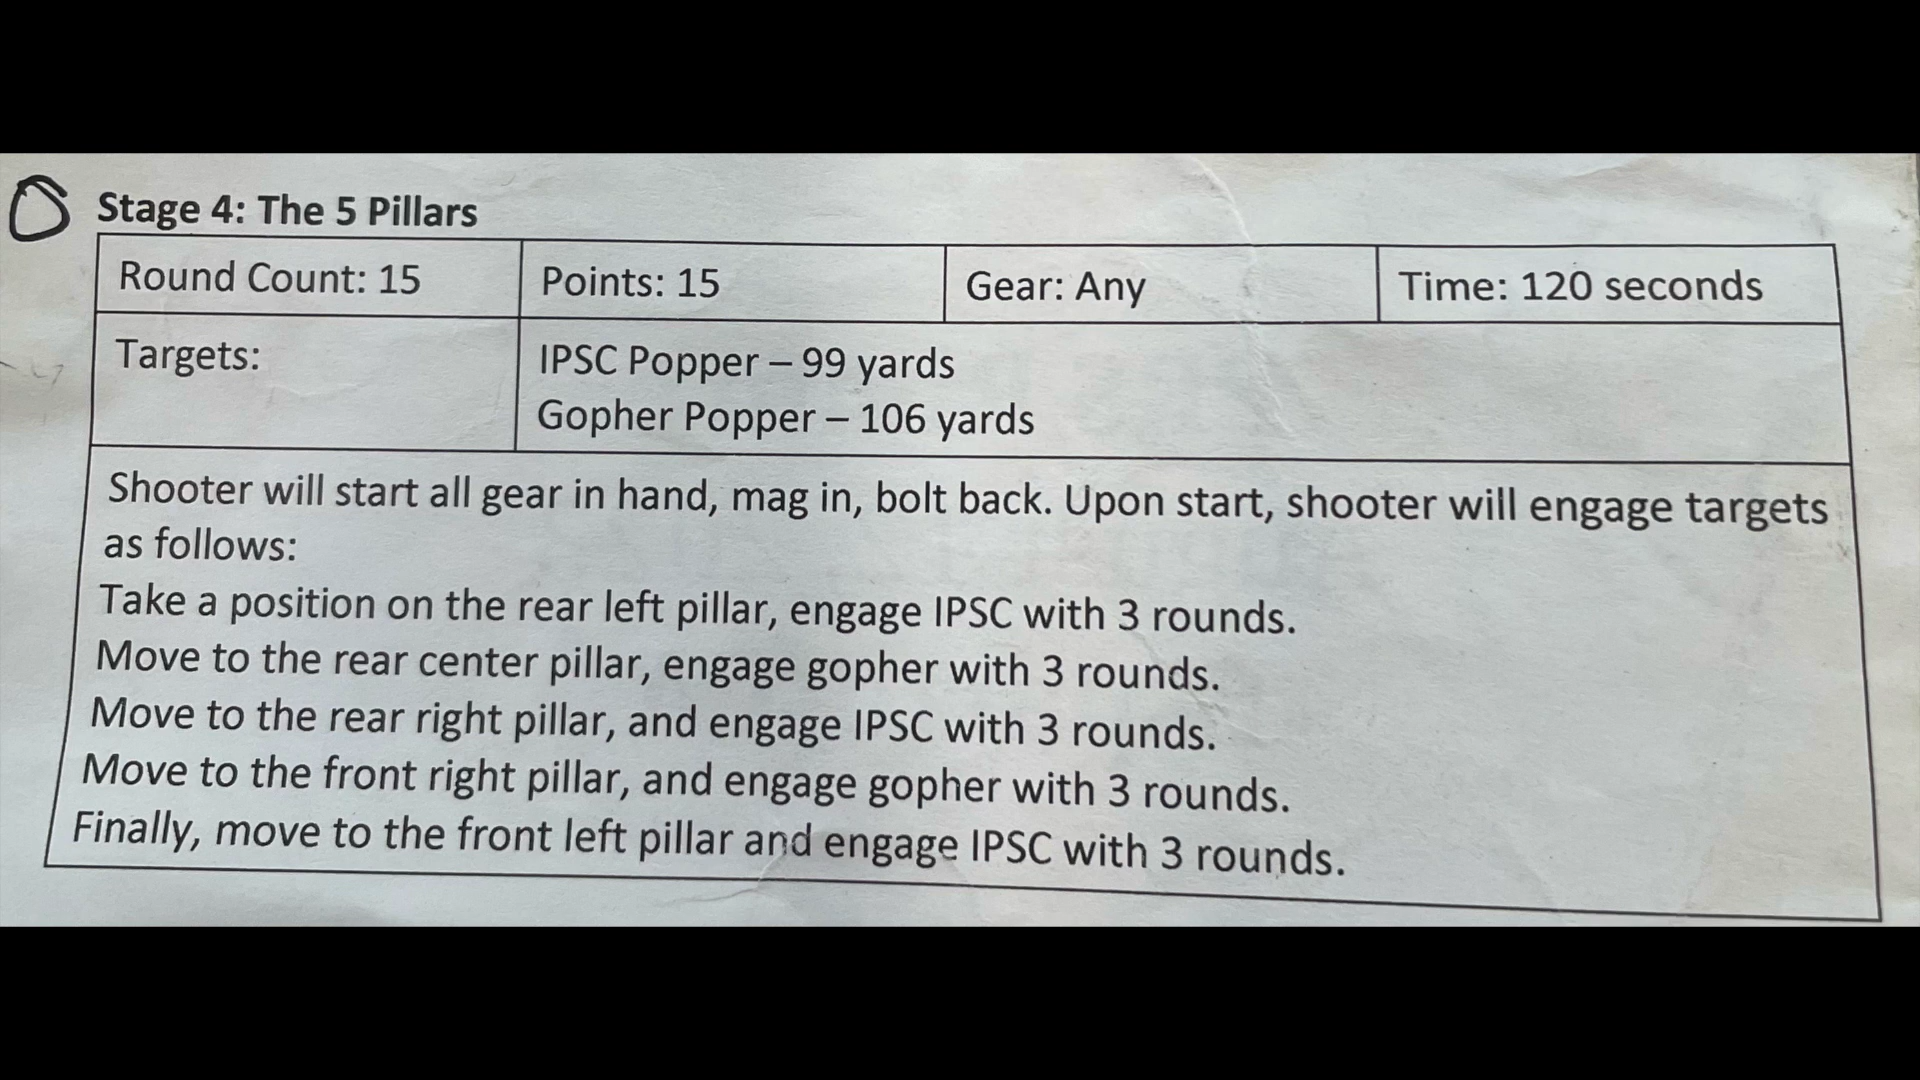 Stage 4: The 5 Pillars
Round Count: 15
Points: 15
Gear: Any
Time: 120 seconds
Targets:
IPSC Popper – 99 yards
Gopher Popper – 106 yards
Shooter will start all gear in hand, mag in, bolt back. Upon start, shooter will engage targets
as follows:
Take a position on the rear left pillar, engage IPSC with 3 rounds.
Move to the rear center pillar, engage gopher with 3 rounds.
Move to the rear right pillar, and engage IPSC with 3 rounds.
Move to the front right pillar, and engage gopher with 3 rounds.
Finally, move to the front left pillar and engage IPSC with 3 rounds.